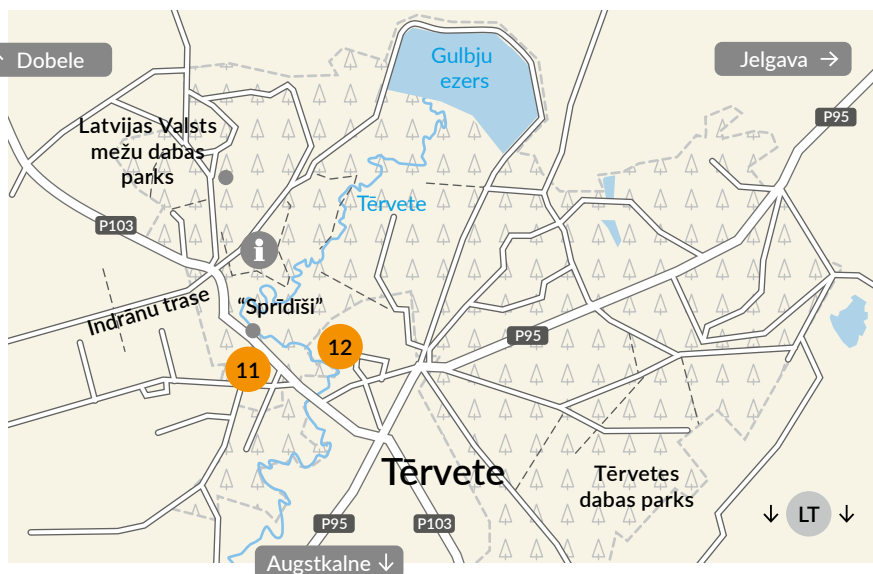 ← Dobele
Gulbju
ezers
Jelgava →
P95
Latvijas Valsts
mežu dabas
parks
Tērvete
P103
i
Indrānu trase
“Sprīdīši”
P95
12
11
Tērvete
Tērvetes
dabas parks
↓ LT ↓
P95
P103
Augstkalne ↓